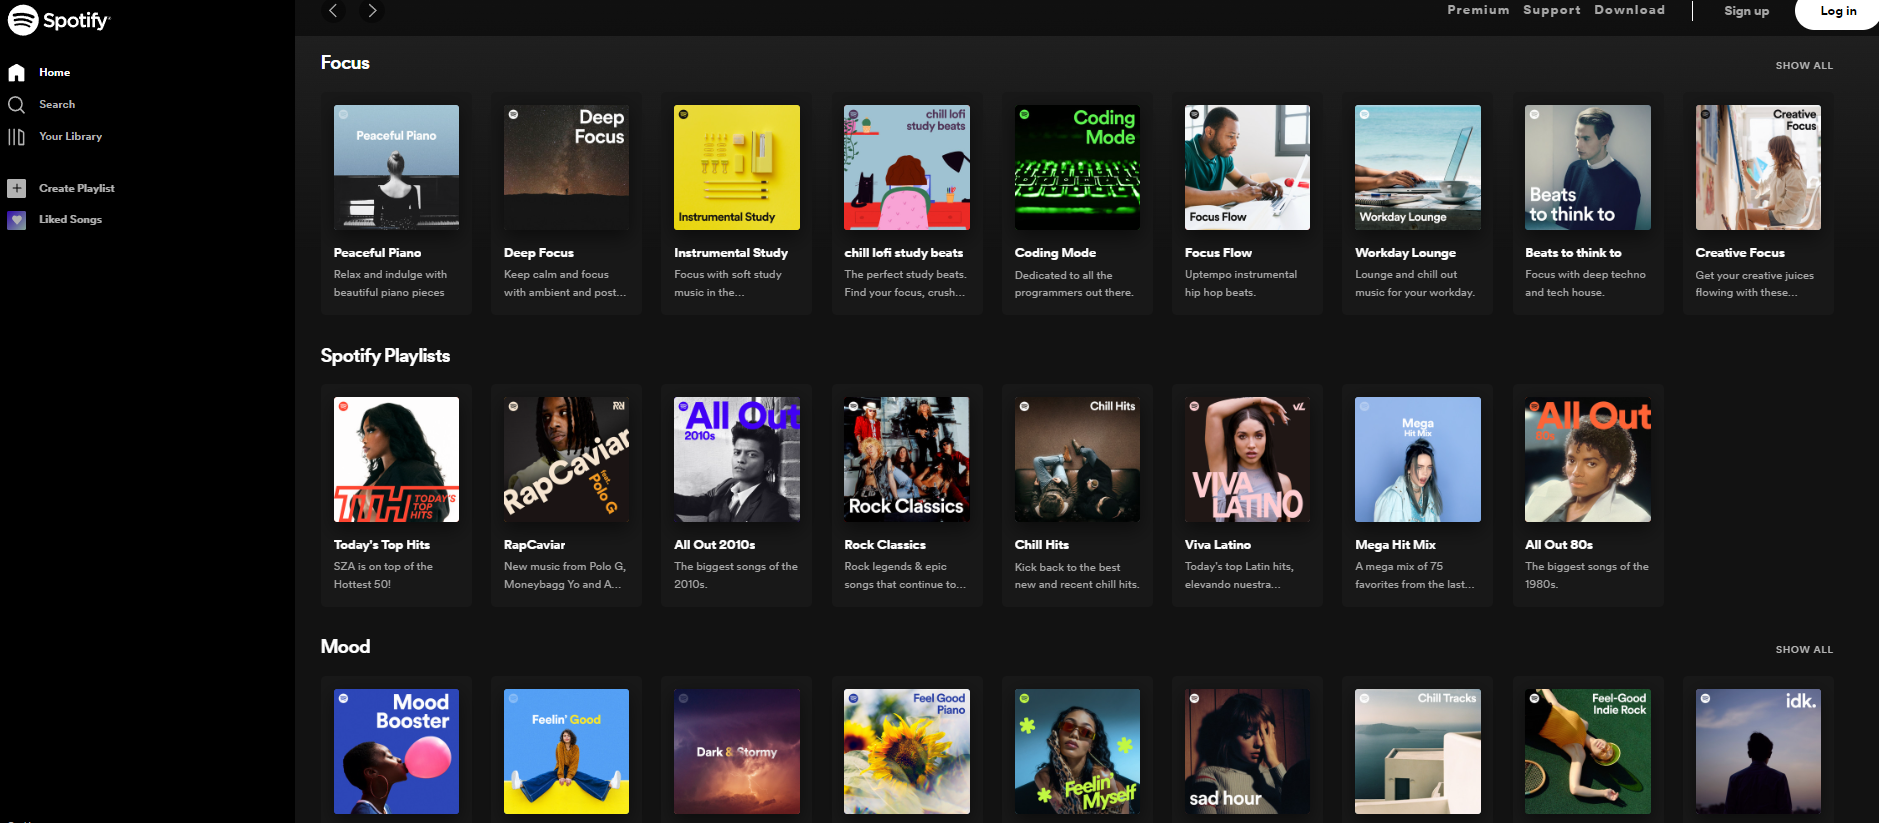 Spotify
Home
Search
Your Library
Create Playlist
Liked Songs
Premium Support Download Sign up Log in
Focus
SHOW ALL
Peaceful Piano
Peaceful Piano
Relax and indulge with
beautiful piano pieces
Deep
Focus
Deep Focus
Keep calm and focus
with ambient and post...
Instrumental Study
Instrumental Study
Focus with soft study
music in the...
chill lofi
study beats
chill lofi study beats
The perfect study beats.
Find your focus, crush...
Coding
Mode
Coding Mode
Dedicated to all the
programmers out there.
Focus Flow
Focus Flow
Uptempo instrumental
hip hop beats.
Workday Lounge
Workday Lounge
Lounge and chill out
music for your workday.
Beats
to think to
Beats to think to
Focus with deep techno
and tech house.
Creative
Focus
Creative Focus
Get your creative juices
flowing with these...
Spotify Playlists
TTH TODAY'S
TOP
HITS
Today's Top Hits
SZA is on top of the
Hottest 50!
RapCaviar
feat.
Polo G
RapCaviar
New music from Polo G,
Moneybagg Yo and A...
All Out
2010s
All Out 2010s
The biggest songs of the
2010s.
Rock Classics
Rock Classics
Rock legends & epic
songs that continue to...
Chill Hits
Chill Hits
Kick back to the best
new and recent chill hits.
VL
VIVA
LATINO
Viva Latino
Today's top Latin hits,
elevando nuestra...
Mega
Hit Mix
Mega Hit Mix
A mega mix of 75
favorites from the last...
All Out
80s
All Out 80s
The biggest songs of the
1980s.
Mood
SHOW ALL
Mood
Booster
Feelin' Good
Dark & Stormy
Feel Good
Piano
Feelin'
Myself
sad hour
Chill Tracks
Feel-Good
Indie Rock
idk.